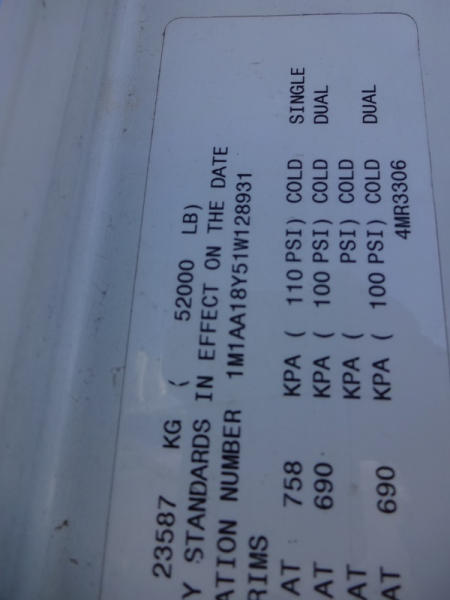 23587 KG ( 52000 LB)
Y STANDARDS IN EFFECT ON THE DATE
ATION NUMBER 1M1AA18Y51W128931
RIMS
AT 758 KPA ( 110 PSI) COLD SINGLE
AT 690 KPA ( 100 PSI) COLD DUAL
AT KPA ( PSI) COLD
AT 690 KPA ( 100 PSI) COLD DUAL
4MR3306